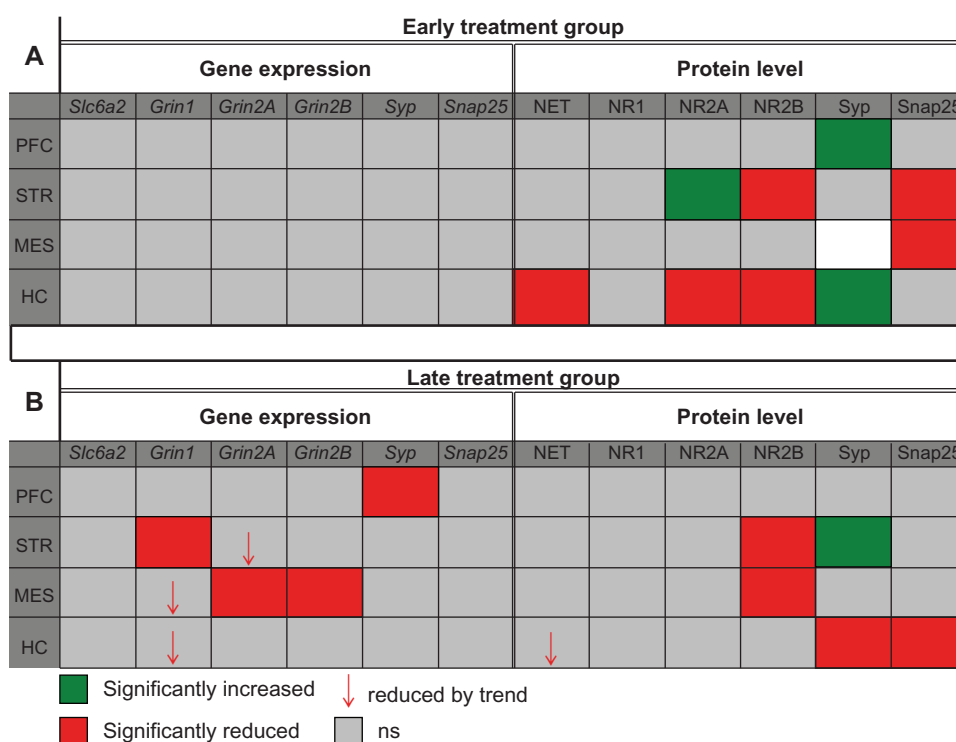 A
Early treatment group
Gene expression Protein level
Slc6a2 Grin1 Grin2A Grin2B Syp Snap25 NET NR1 NR2A NR2B Syp Snap25
PFC
STR
MES
HC
B
Late treatment group
Gene expression Protein level
Slc6a2 Grin1 Grin2A Grin2B Syp Snap25 NET NR1 NR2A NR2B Syp Snap25
PFC
STR
MES
HC
Significantly increased reduced by trend
Significantly reduced ns